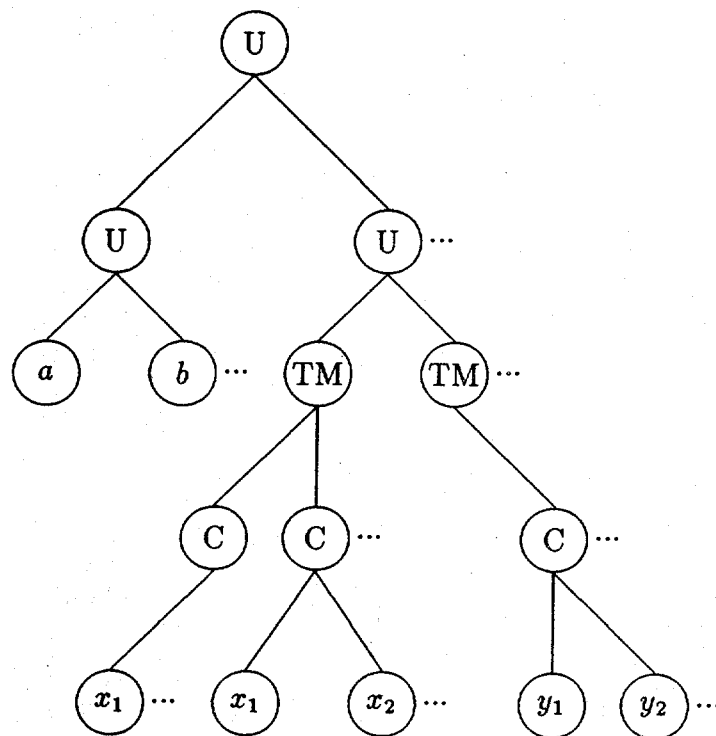 U
U U ...
a b ... TM TM ...
C C ... C ...
x₁ ... x₁ x₂ ... y₁ y₂ ...